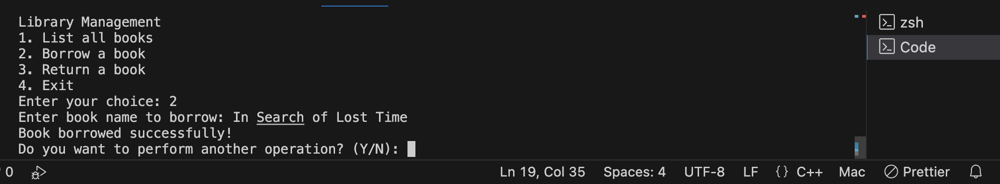 Library Management
1. List all books
2. Borrow a book
3. Return a book
4. Exit
Enter your choice: 2
Enter book name to borrow: In Search of Lost Time
Book borrowed successfully!
Do you want to perform another operation? (Y/N):
zsh
Code
0 Ln 19, Col 35 Spaces: 4 UTF-8 LF {} C++ Mac Prettier